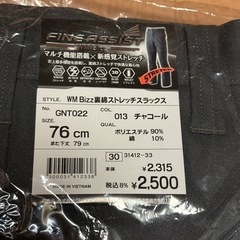 FINE ASSIST
マルチ機能搭載×新感覚ストレッチ
STYLE. WM Bizz裏綿ストレッチスラックス
No. GNT022
COL. 013 チャコール
SIZE. 76cm
また下丈 79cm
QUAL. ポリエステル 90%
綿 10%
30 31412-33
本体 ¥2,315
税込8% ¥2,500
MADE IN VIETNAM